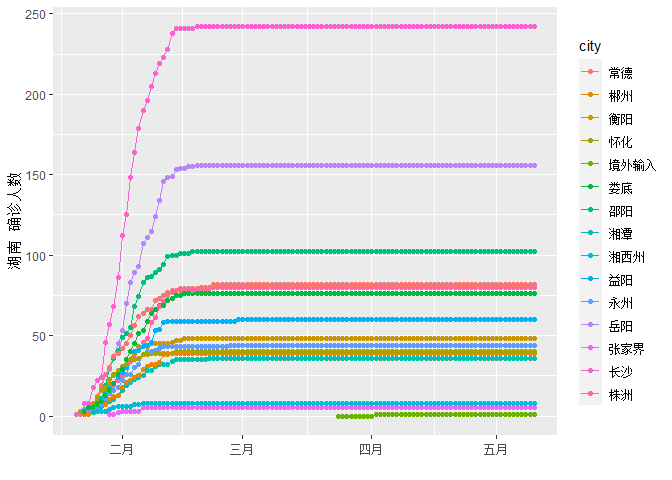 250
200
150
100
50
0
湖南 确诊人数
二月
三月
四月
五月
city
常德
郴州
衡阳
怀化
境外输入
娄底
邵阳
湘潭
湘西州
益阳
永州
岳阳
张家界
长沙
株洲